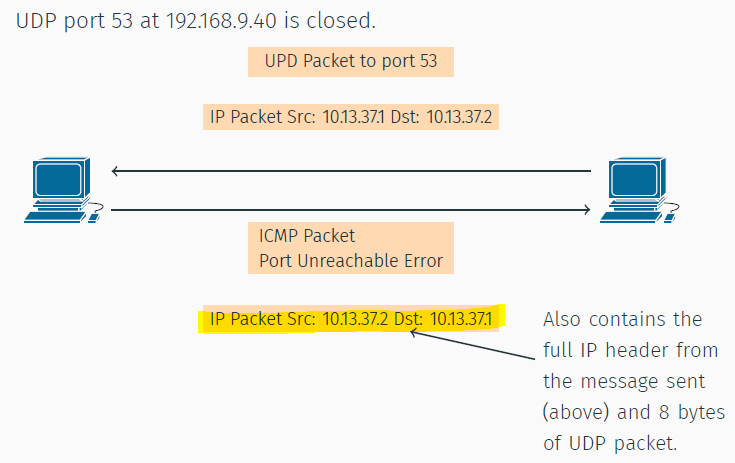 UDP port 53 at 192.168.9.40 is closed.
UPD Packet to port 53
IP Packet Src: 10.13.37.1 Dst: 10.13.37.2
ICMP Packet
Port Unreachable Error
IP Packet Src: 10.13.37.2 Dst: 10.13.37.1
Also contains the
full IP header from
the message sent
(above) and 8 bytes
of UDP packet.